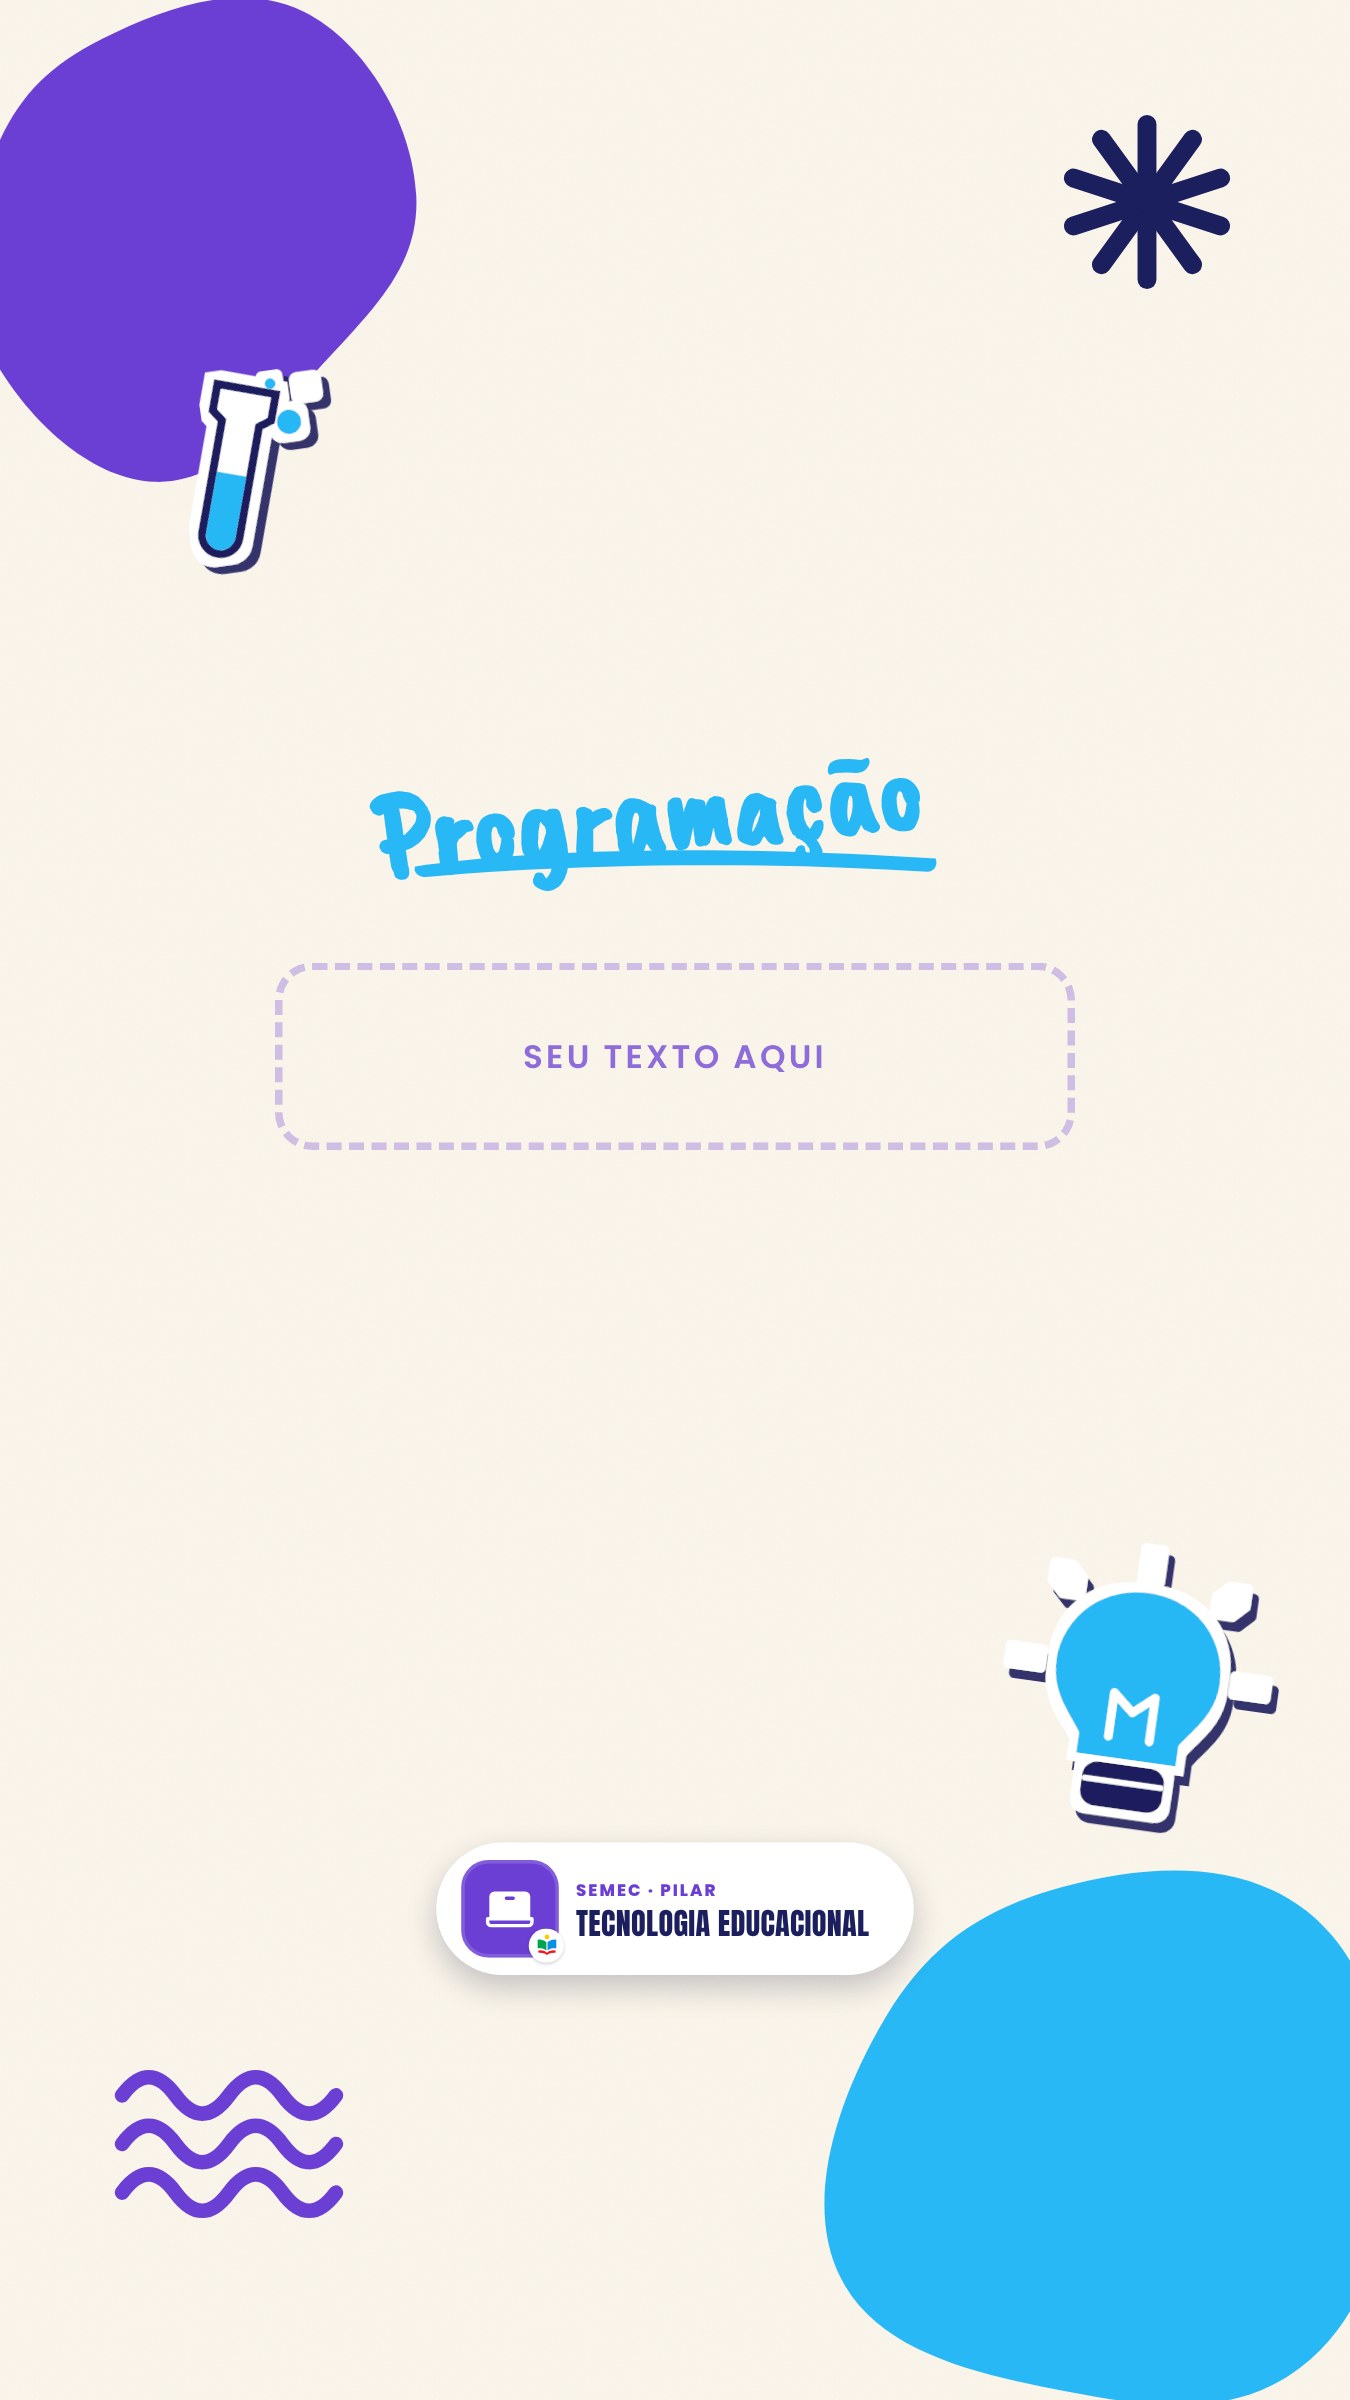 Programação
SEU TEXTO AQUI
M
SEMEC · PILAR
TECNOLOGIA EDUCACIONAL